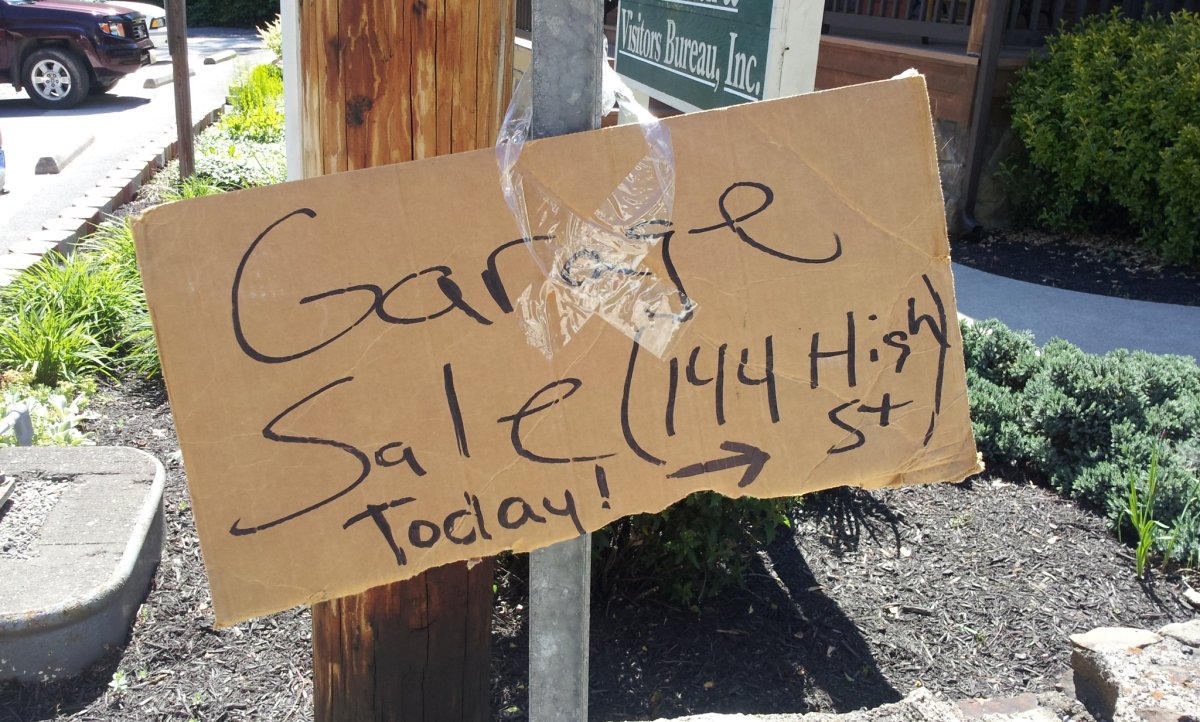 Visitors Bureau, Inc.
Garage
Sale (144 High
St)
Today! →